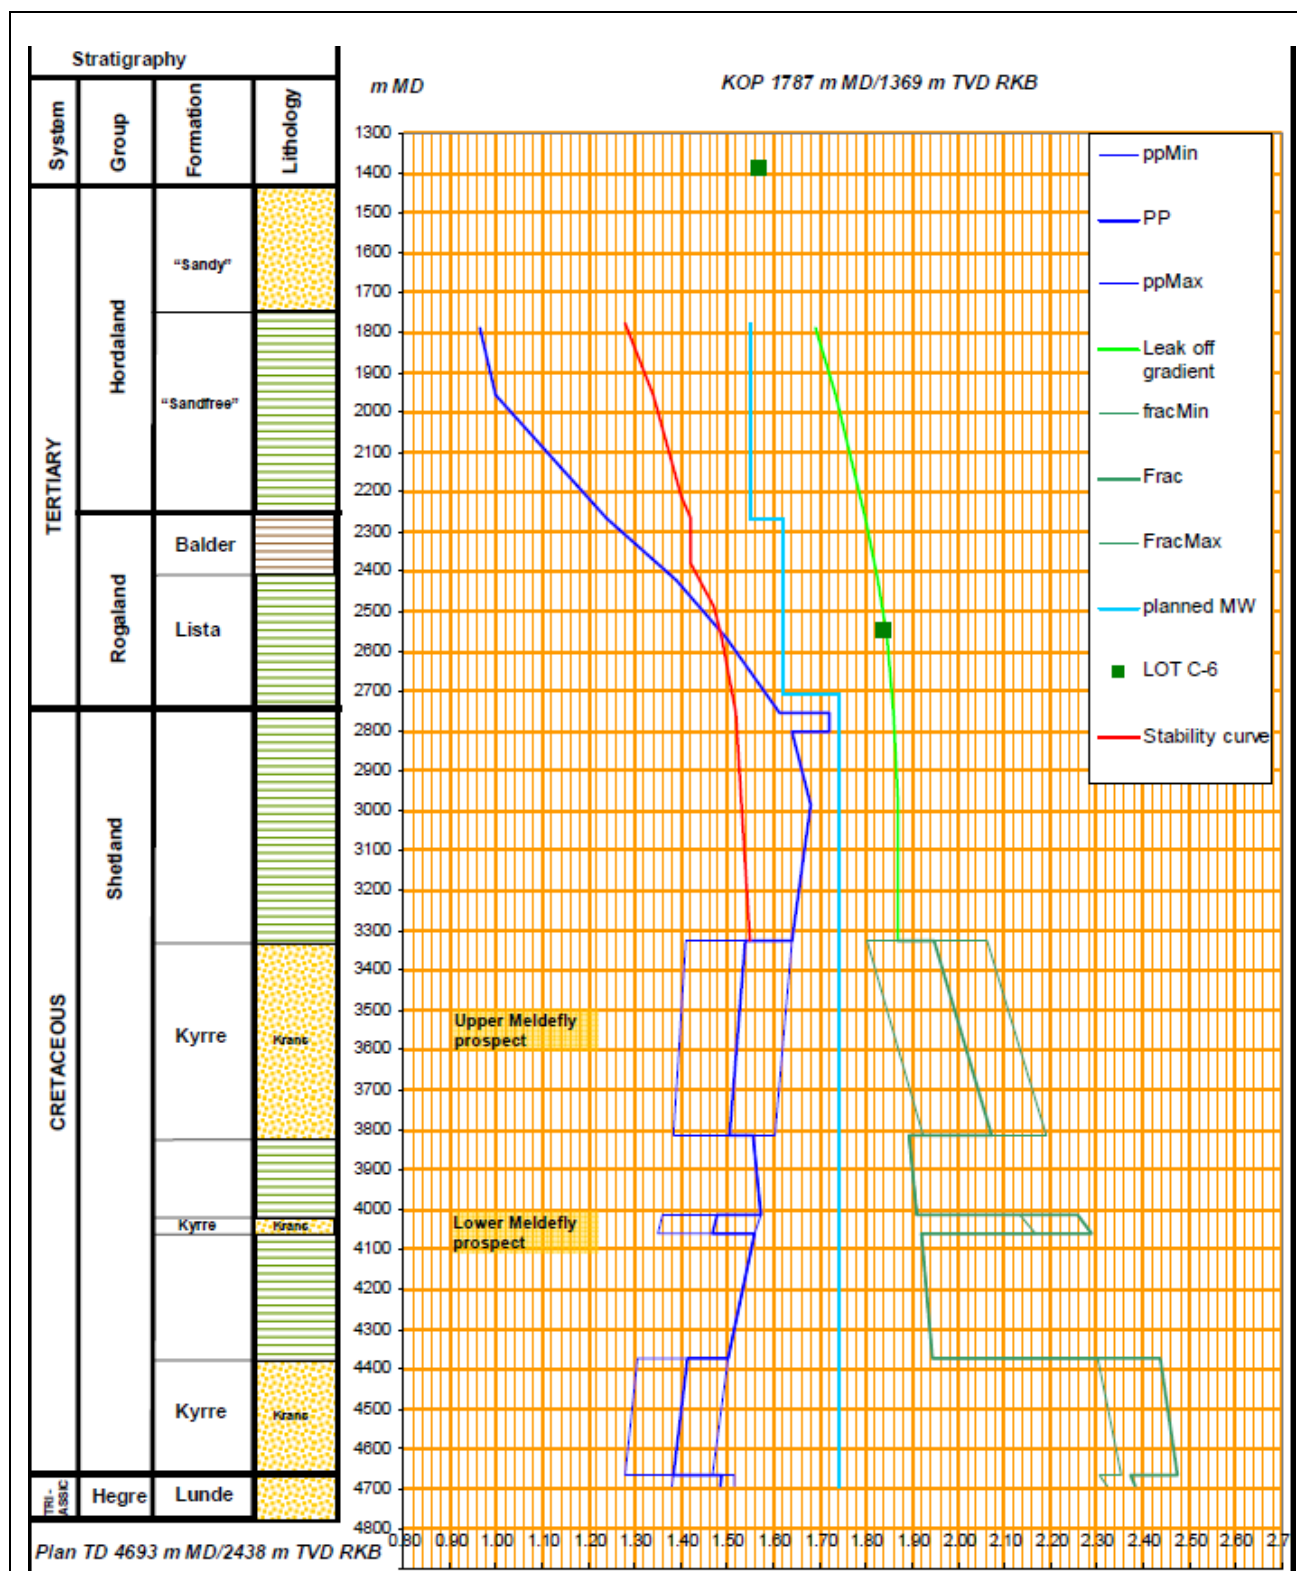 Stratigraphy
System
Group
Formation
Lithology
m MD
KOP 1787 m MD/1369 m TVD RKB
TERTIARY
CRETACEOUS
TRI -
ASSIC
Hordaland
Rogaland
Shetland
Hegre
"Sandy"
"Sandfree"
Balder
Lista
Kyrre
Kyrre
Kyrre
Lunde
Krans
Krans
Krans
1300
1400
1500
1600
1700
1800
1900
2000
2100
2200
2300
2400
2500
2600
2700
2800
2900
3000
3100
3200
3300
3400
3500
3600
3700
3800
3900
4000
4100
4200
4300
4400
4500
4600
4700
4800
ppMin
PP
ppMax
Leak off
gradient
fracMin
Frac
FracMax
planned MW
LOT C-6
Stability curve
Upper Meldefly
prospect
Lower Meldefly
prospect
0.80 0.90 1.00 1.10 1.20 1.30 1.40 1.50 1.60 1.70 1.80 1.90 2.00 2.10 2.20 2.30 2.40 2.50 2.60 2.7
Plan TD 4693 m MD/2438 m TVD RKB